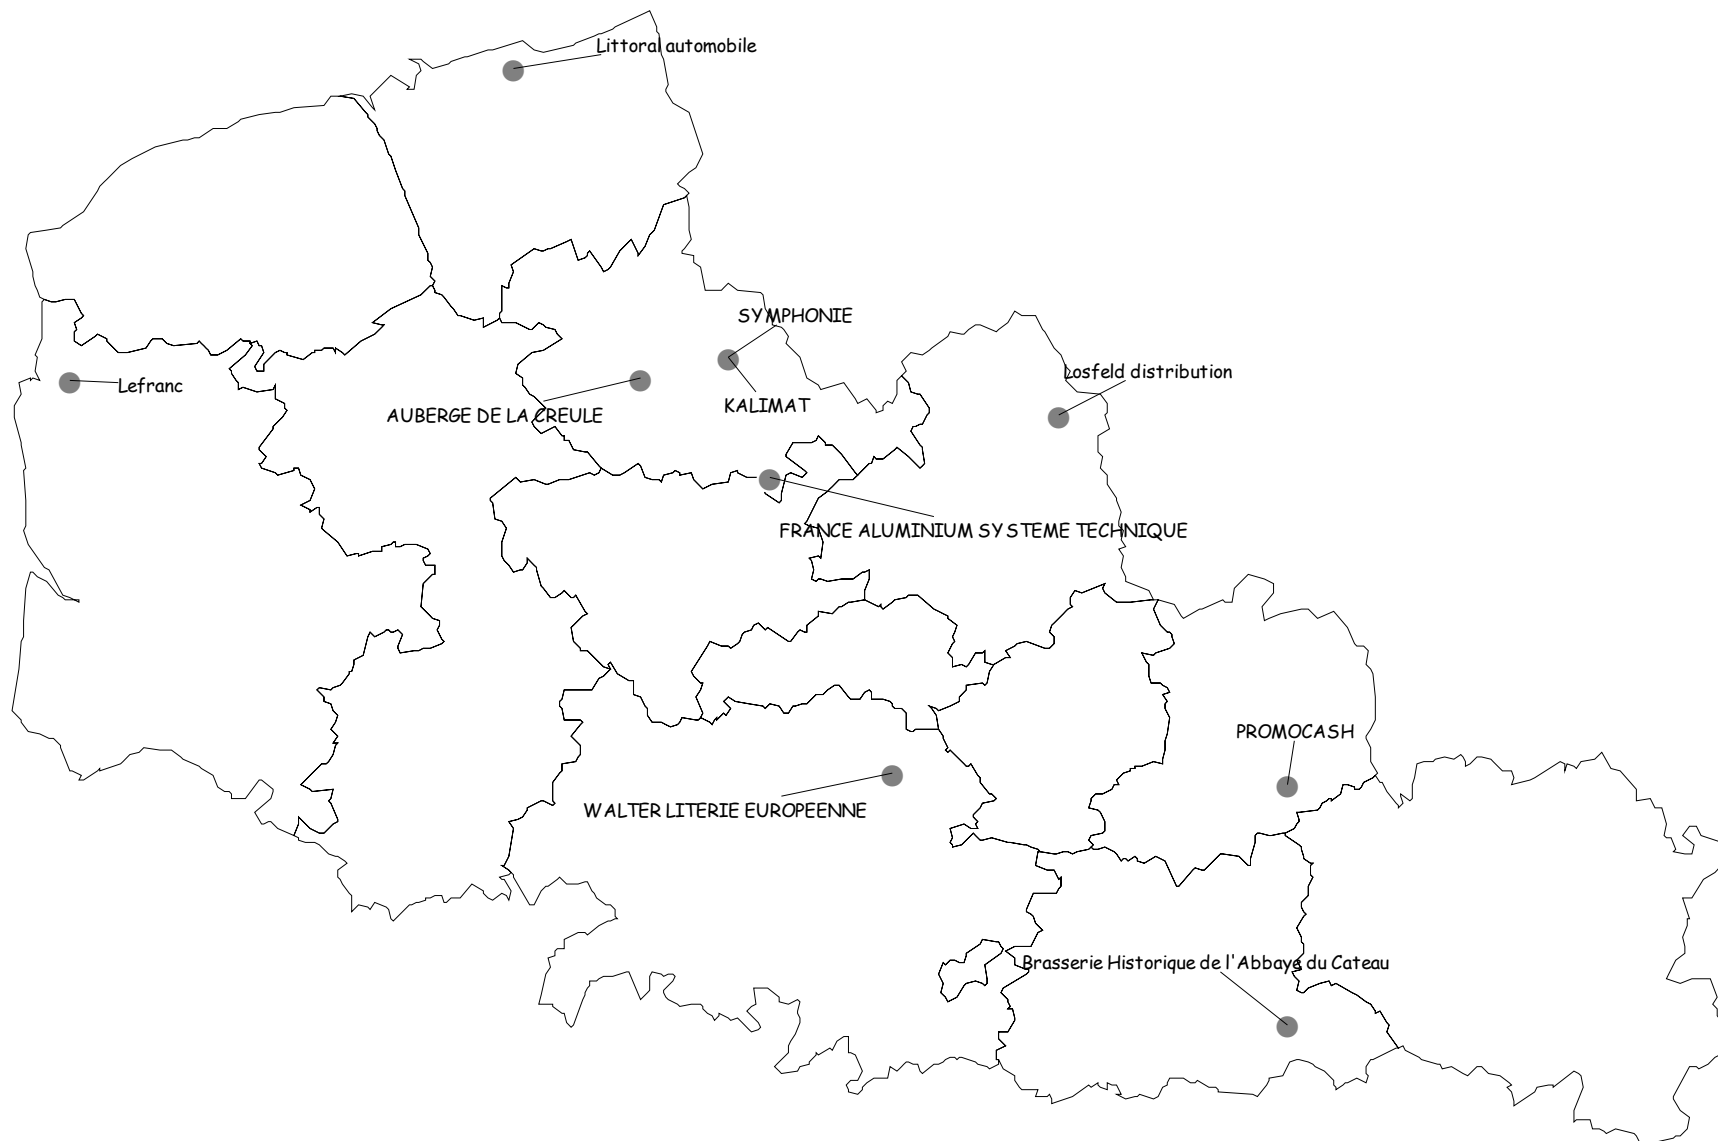 Littoral automobile
SYMPHONIE
Losfeld distribution
Lefranc
KALIMAT
AUBERGE DE LA CREULE
FRANCE ALUMINIUM SYSTEME TECHNIQUE
PROMOCASH
WALTER LITERIE EUROPEENNE
Brasserie Historique de l'Abbaye du Cateau